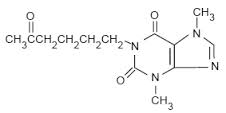 O O CH₃
CH₃CCH₂CH₂CH₂CH₂ N N
N
O N
CH₃